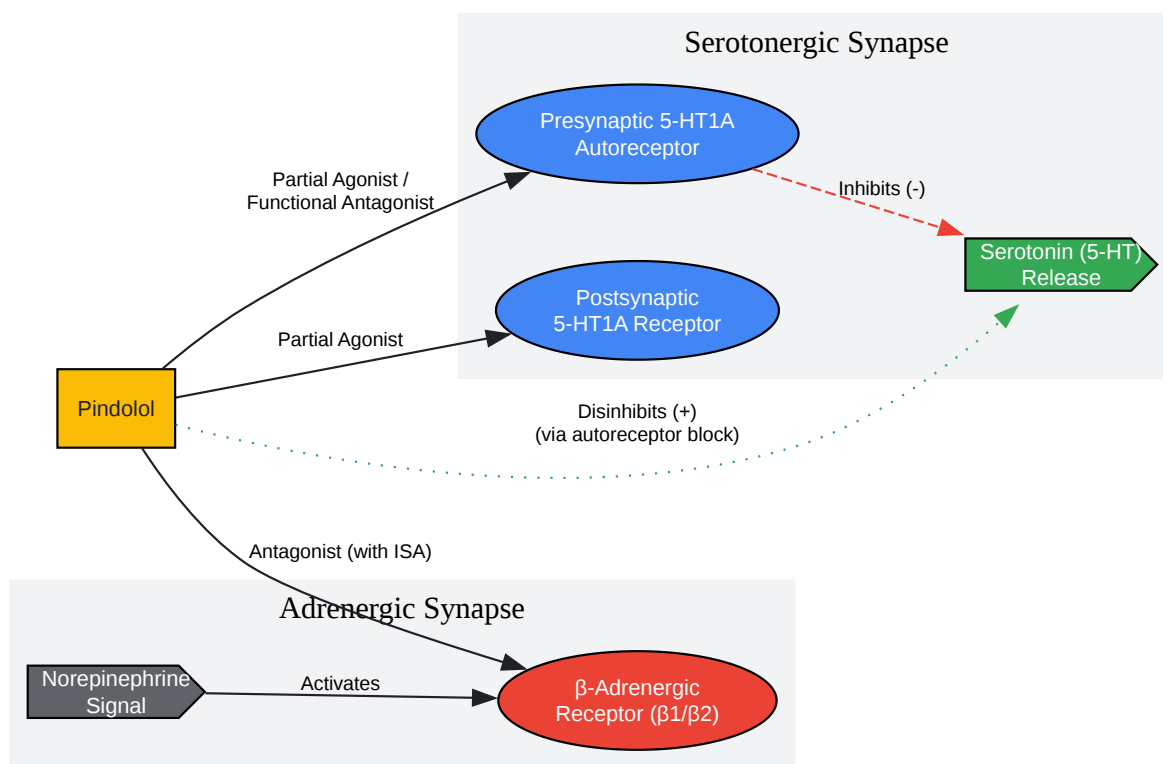 Serotonergic Synapse
Presynaptic 5-HT1A
Autoreceptor
Partial Agonist /
Functional Antagonist
Inhibits (-)
Serotonin (5-HT)
Release
Postsynaptic
5-HT1A Receptor
Partial Agonist
Pindolol
Disinhibits (+)
(via autoreceptor block)
Antagonist (with ISA)
Adrenergic Synapse
Norepinephrine
Signal
Activates
β-Adrenergic
Receptor (β1/β2)